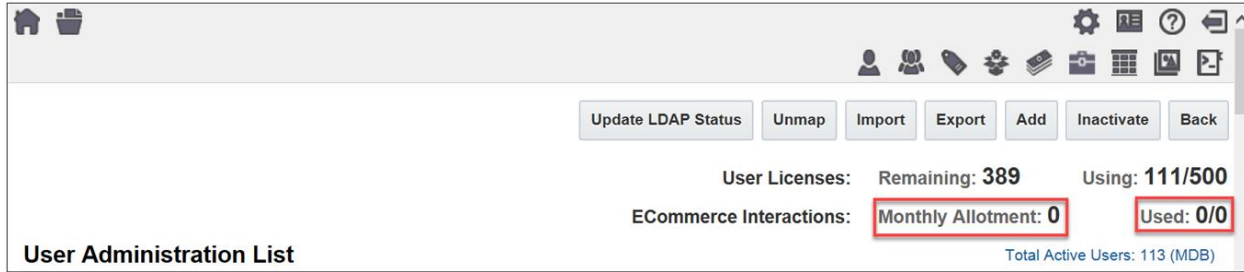 Update LDAP Status Unmap Import Export Add Inactivate Back
User Licenses: Remaining: 389 Using: 111/500
ECommerce Interactions: Monthly Allotment: 0 Used: 0/0
User Administration List Total Active Users: 113 (MDB)